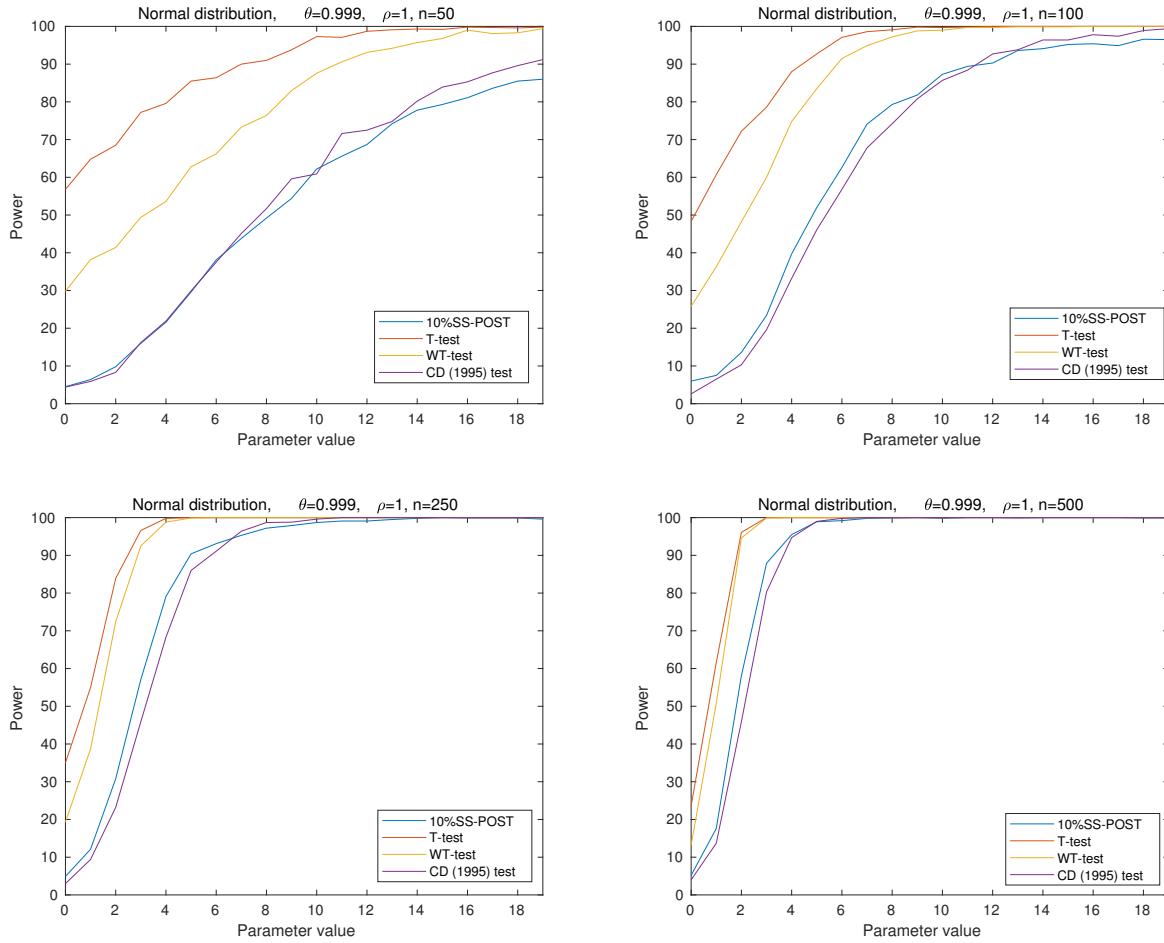 Normal distribution, θ=0.999, ρ=1, n=50
100
90
80
70
60
50
40
30
20
10
0
Power
0 2 4 6 8 10 12 14 16 18
Parameter value
10%SS-POST
T-test
WT-test
CD (1995) test
Normal distribution, θ=0.999, ρ=1, n=100
100
90
80
70
60
50
40
30
20
10
0
Power
0 2 4 6 8 10 12 14 16 18
Parameter value
10%SS-POST
T-test
WT-test
CD (1995) test
Normal distribution, θ=0.999, ρ=1, n=250
100
90
80
70
60
50
40
30
20
10
0
Power
0 2 4 6 8 10 12 14 16 18
Parameter value
10%SS-POST
T-test
WT-test
CD (1995) test
Normal distribution, θ=0.999, ρ=1, n=500
100
90
80
70
60
50
40
30
20
10
0
Power
0 2 4 6 8 10 12 14 16 18
Parameter value
10%SS-POST
T-test
WT-test
CD (1995) test